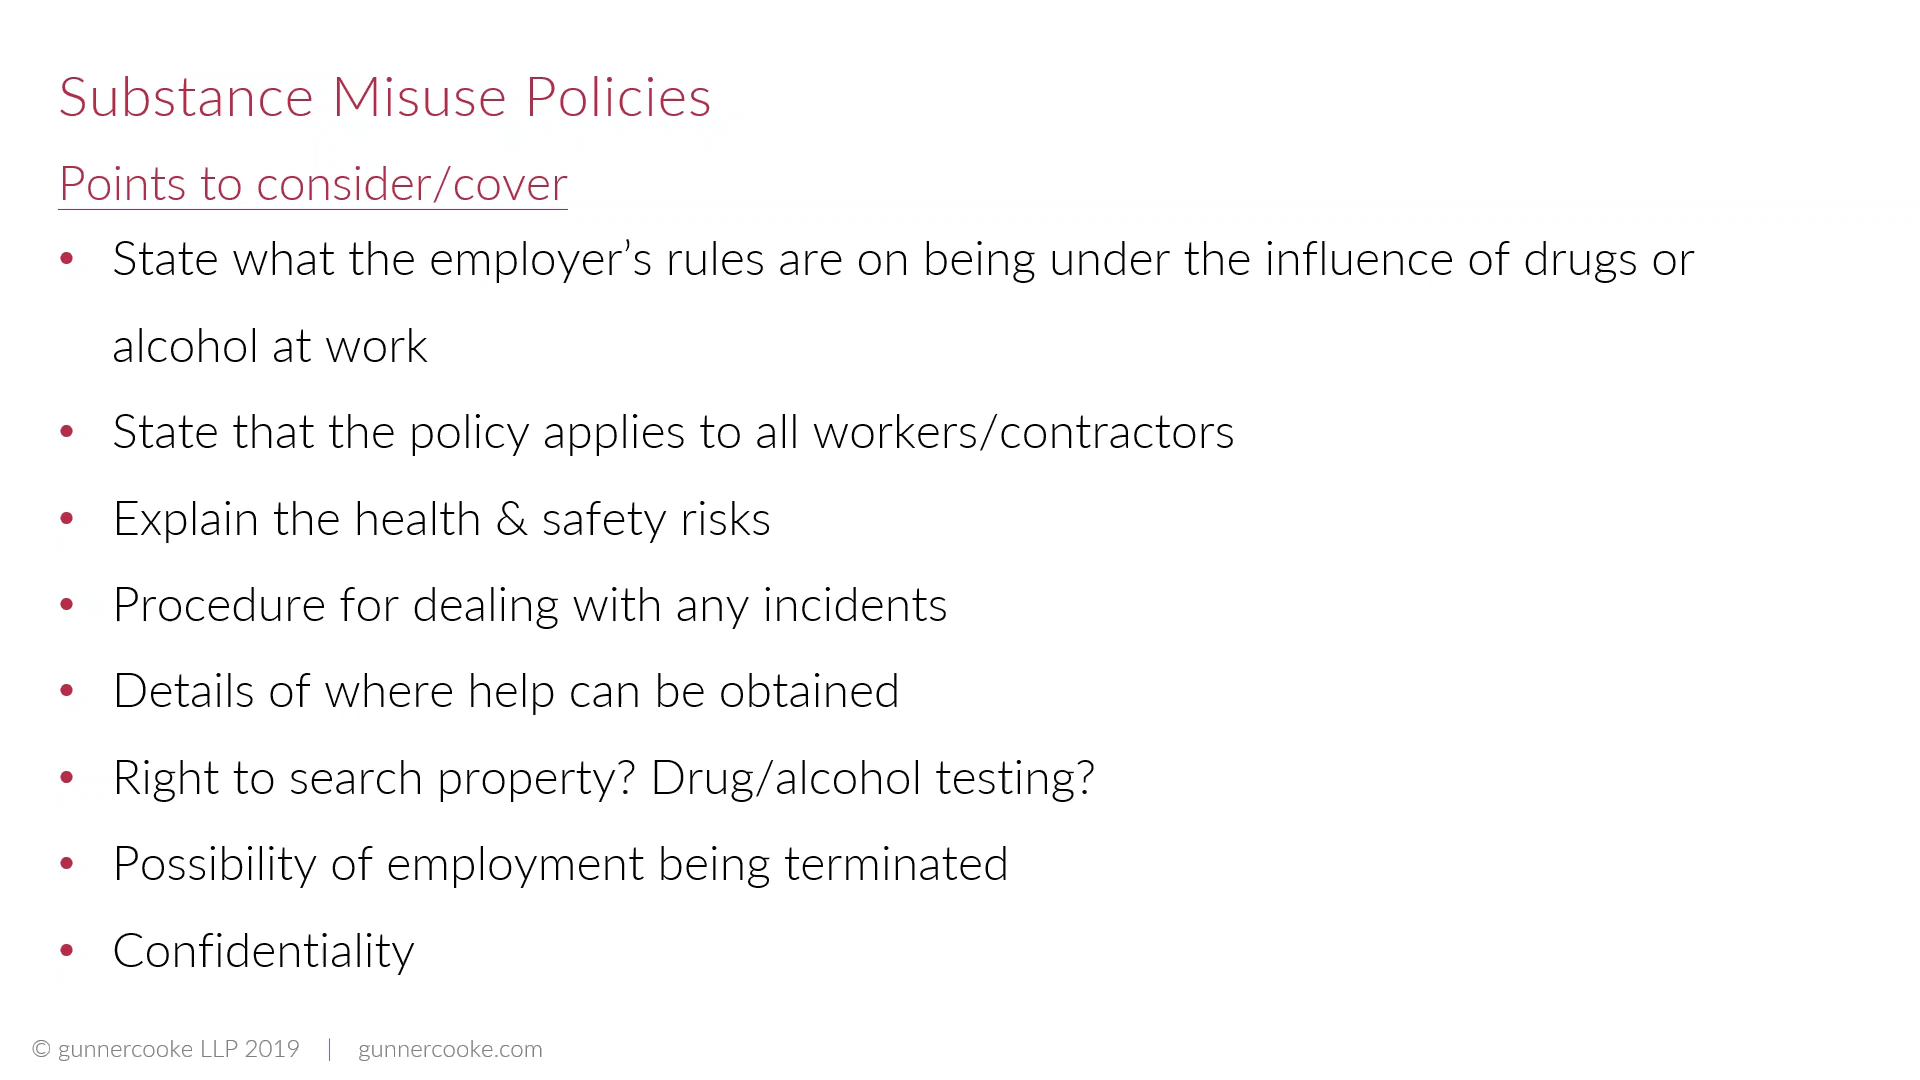 Substance Misuse Policies
Points to consider/cover
• State what the employer’s rules are on being under the influence of drugs or
alcohol at work
• State that the policy applies to all workers/contractors
• Explain the health & safety risks
• Procedure for dealing with any incidents
• Details of where help can be obtained
• Right to search property? Drug/alcohol testing?
• Possibility of employment being terminated
• Confidentiality
© gunnercooke LLP 2019 | gunnercooke.com